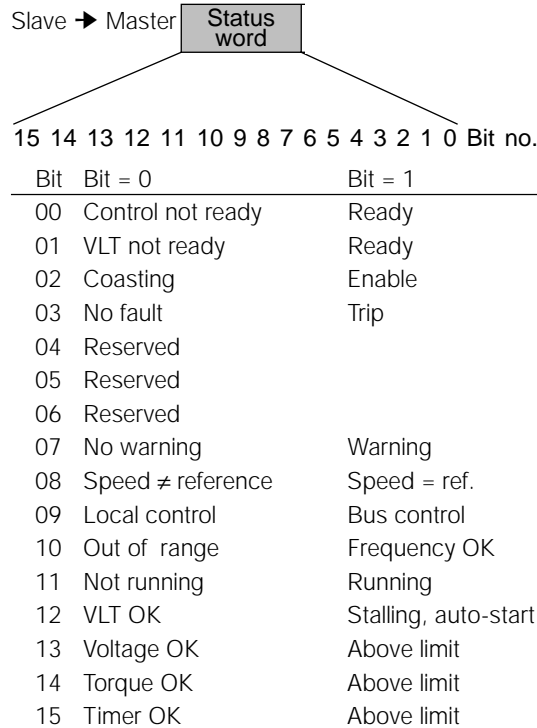 Slave → Master Status word
15 14 13 12 11 10 9 8 7 6 5 4 3 2 1 0 Bit no.
Bit Bit = 0 Bit = 1
00 Control not ready Ready
01 VLT not ready Ready
02 Coasting Enable
03 No fault Trip
04 Reserved
05 Reserved
06 Reserved
07 No warning Warning
08 Speed ≠ reference Speed = ref.
09 Local control Bus control
10 Out of range Frequency OK
11 Not running Running
12 VLT OK Stalling, auto-start
13 Voltage OK Above limit
14 Torque OK Above limit
15 Timer OK Above limit